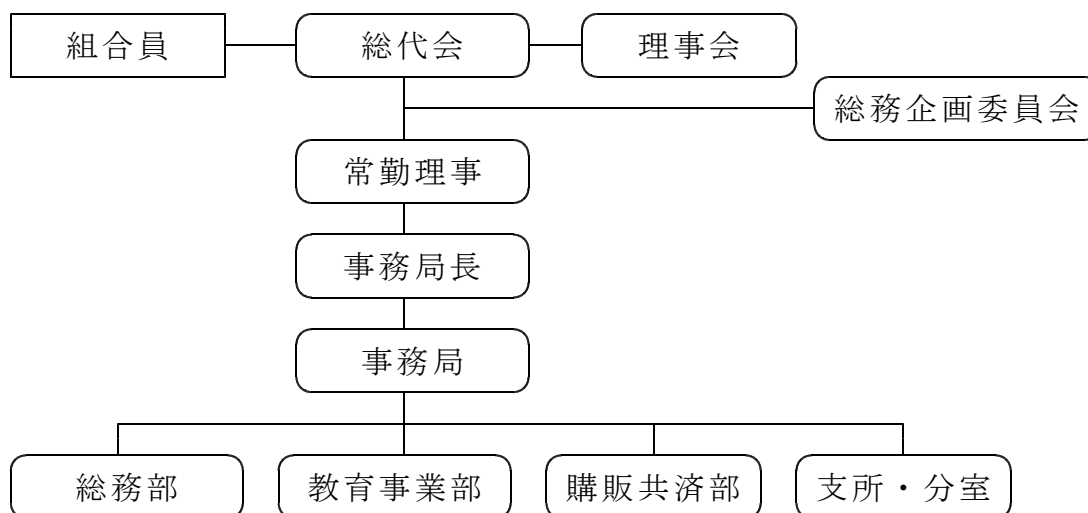 組合員
総代会
理事会
総務企画委員会
常勤理事
事務局長
事務局
総務部
教育事業部
購販共済部
支所・分室